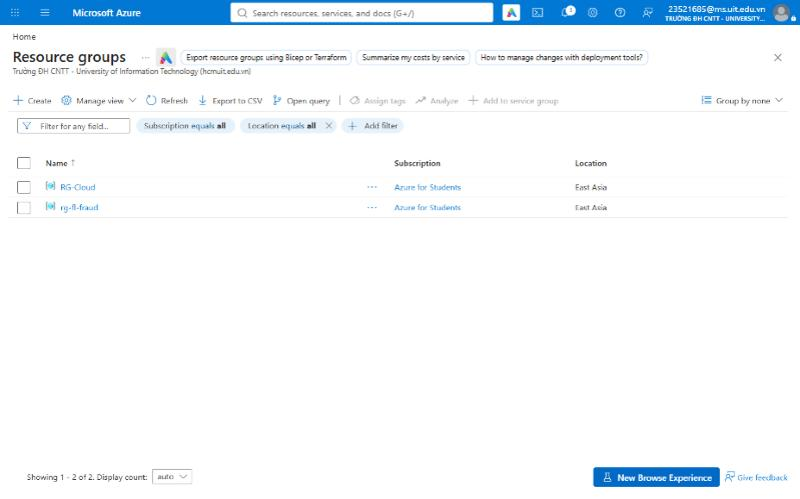 Microsoft Azure
Search resources, services, and docs (G+/)
1
23521685@ms.uit.edu.vn
TRƯỜNG ĐH CNTT - UNIVERSITY...
Home
Resource groups
...
Export resource groups using Bicep or Terraform
Summarize my costs by service
How to manage changes with deployment tools?
Trường ĐH CNTT - University of Information Technology (hcmuit.edu.vn)
Create
Manage view
Refresh
Export to CSV
Open query
Assign tags
Analyze
Add to service group
Group by none
Filter for any field...
Subscription equals all
Location equals all
Add filter
Name ↑
Subscription
Location
RG-Cloud
...
Azure for Students
East Asia
rg-fl-fraud
...
Azure for Students
East Asia
Showing 1 - 2 of 2. Display count:
auto
New Browse Experience
Give feedback